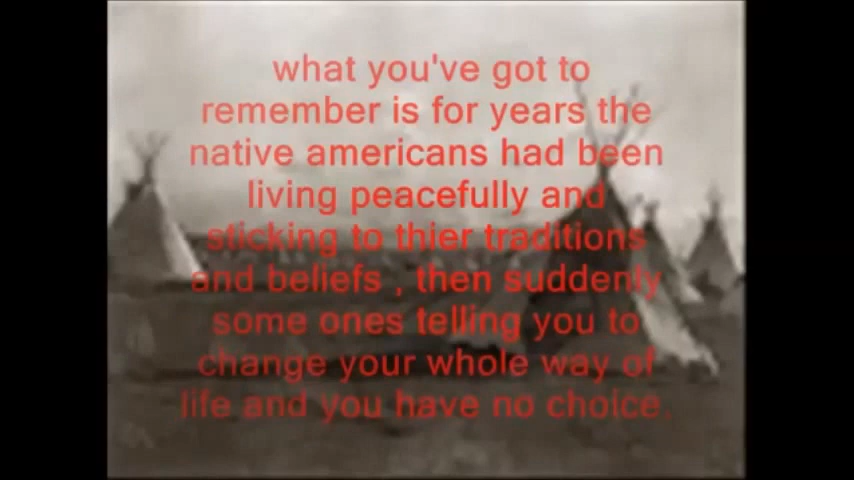 what you've got to
remember is for years the
native americans had been
living peacefully and
sticking to thier traditions
and beliefs , then suddenly
some ones telling you to
change your whole way of
life and you have no choice.